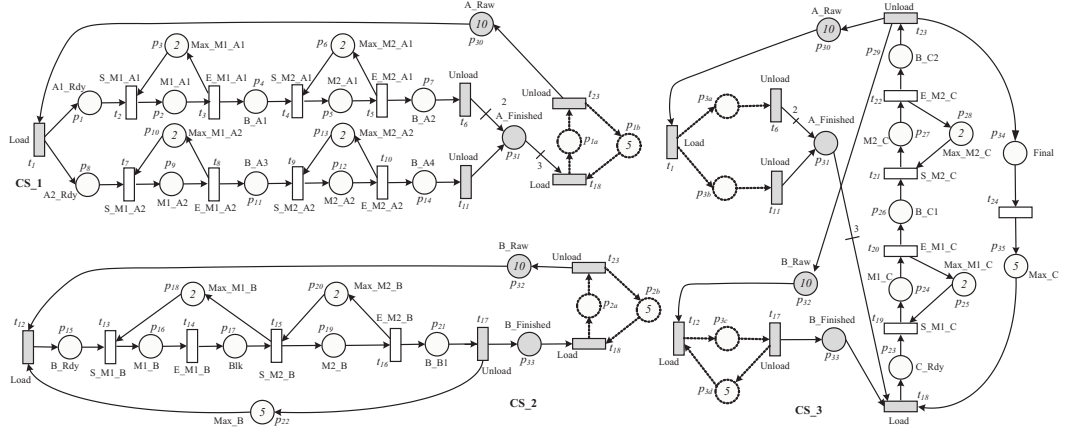 A_Raw
10
p30
p3
2
Max_M1_A1
p6
2
Max_M2_A1
A1_Rdy
S_M1_A1
M1_A1
E_M1_A1
p4
S_M2_A1
M2_A1
E_M2_A1
p7
Unload
p1
t2
p2
t3
B_A1
t4
p5
t5
B_A2
t6
2
A_Finished
p31
3
Unload
t23
p1a
p1b
5
Load
t18
Load
t1
p10
2
Max_M1_A2
p13
2
Max_M2_A2
p8
t7
p9
t8
B_A3
t9
p12
t10
B_A4
Unload
CS_1
A2_Rdy
S_M1_A2
M1_A2
E_M1_A2
p11
S_M2_A2
M2_A2
E_M2_A2
p14
t11
B_Raw
10
p32
Unload
t23
p2a
p2b
5
Load
t18
p18
2
Max_M1_B
p20
2
Max_M2_B
t12
p15
t13
p16
t14
p17
t15
p19
E_M2_B
t16
p21
t17
B_Finished
p33
Load
B_Rdy
S_M1_B
M1_B
E_M1_B
Blk
S_M2_B
M2_B
B_B1
Unload
5
Max_B
p22
CS_2
A_Raw
10
p30
Unload
t23
p29
B_C2
t22
E_M2_C
p28
2
Max_M2_C
M2_C
p27
t21
S_M2_C
p26
B_C1
t20
E_M1_C
Max_M1_C
2
p25
M1_C
p24
t19
S_M1_C
p23
C_Rdy
t18
Load
p34
Final
t24
p35
5
Max_C
p3a
Unload
t6
2
A_Finished
p31
3
Load
t1
p3b
Unload
t11
B_Raw
10
p32
t12
p3c
t17
B_Finished
p33
Load
Unload
5
p3d
CS_3